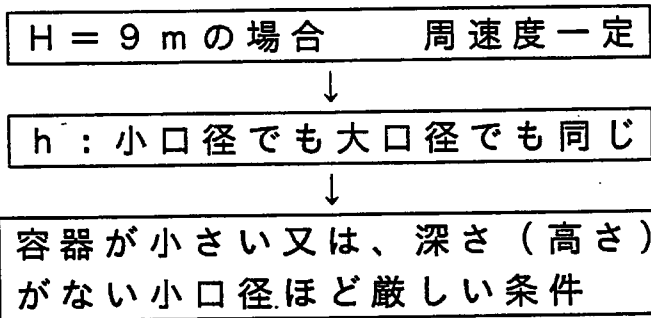 H=9mの場合 周速度一定
↓
h:小口径でも大口径でも同じ
↓
容器が小さい又は、深さ(高さ)
がない小口径ほど厳しい条件